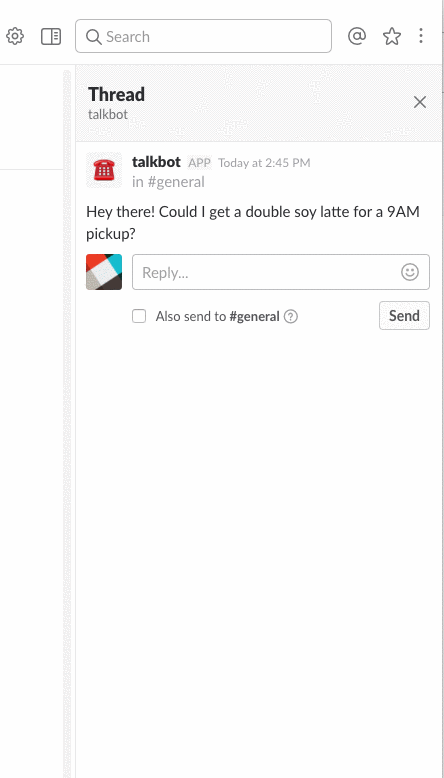 Search
Thread
talkbot
talkbot APP Today at 2:45 PM
in #general
Hey there! Could I get a double soy latte for a 9AM
pickup?
Reply...
Also send to #general
Send